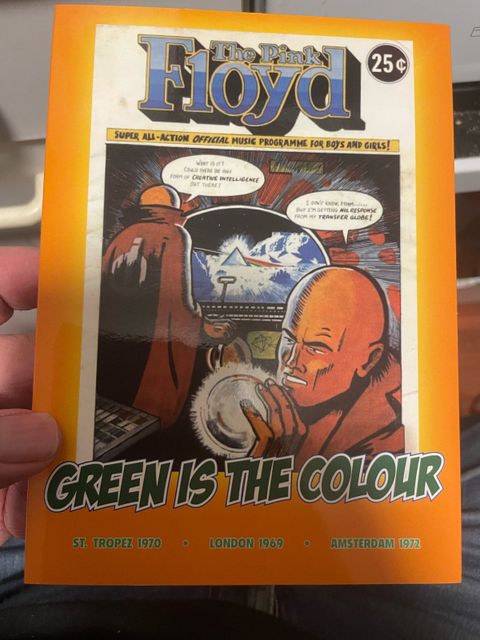 The Pink
Floyd
25¢
SUPER ALL-ACTION OFFICIAL MUSIC PROGRAMME FOR BOYS AND GIRLS!
WHAT IS IT?
COULD THERE BE ANY
FORM OF CREATIVE INTELLIGENCE
OUT THERE?
I DON'T KNOW,
BUT I'M GETTING NIL RESPONSE
FROM MY TRANSFER GLOBE!
GREEN IS THE COLOUR
ST. TROPEZ 1970 • LONDON 1969 • AMSTERDAM 1972